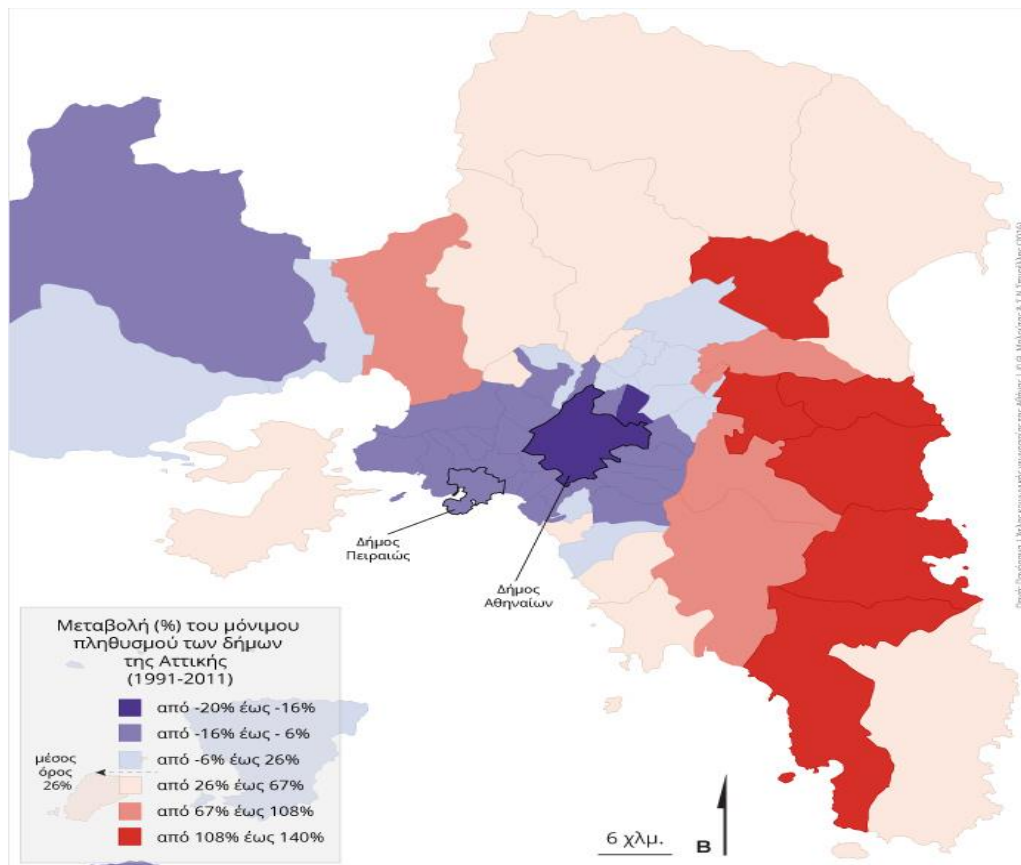 Δήμος
Πειραιώς
Δήμος
Αθηναίων
Μεταβολή (%) του μόνιμου
πληθυσμού των δήμων
της Αττικής
(1991-2011)
από -20% έως -16%
από -16% έως - 6%
από -6% έως 26%
από 26% έως 67%
από 67% έως 108%
από 108% έως 140%
μέσος
όρος
26%
6 χλμ.
B